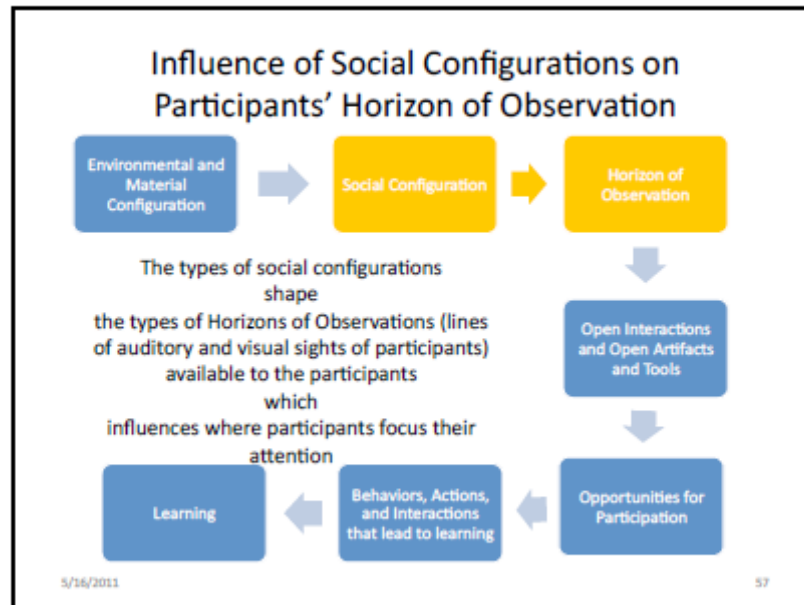 Influence of Social Configurations on
Participants' Horizon of Observation
Environmental and
Material
Configuration
Social Configuration
Horizon of
Observation
The types of social configurations
shape
the types of Horizons of Observations (lines
of auditory and visual sights of participants)
available to the participants
which
influences where participants focus their
attention
Open Interactions
and Open Artifacts
and Tools
Opportunities for
Participation
Behaviors, Actions,
and Interactions
that lead to learning
Learning
5/16/2011
57